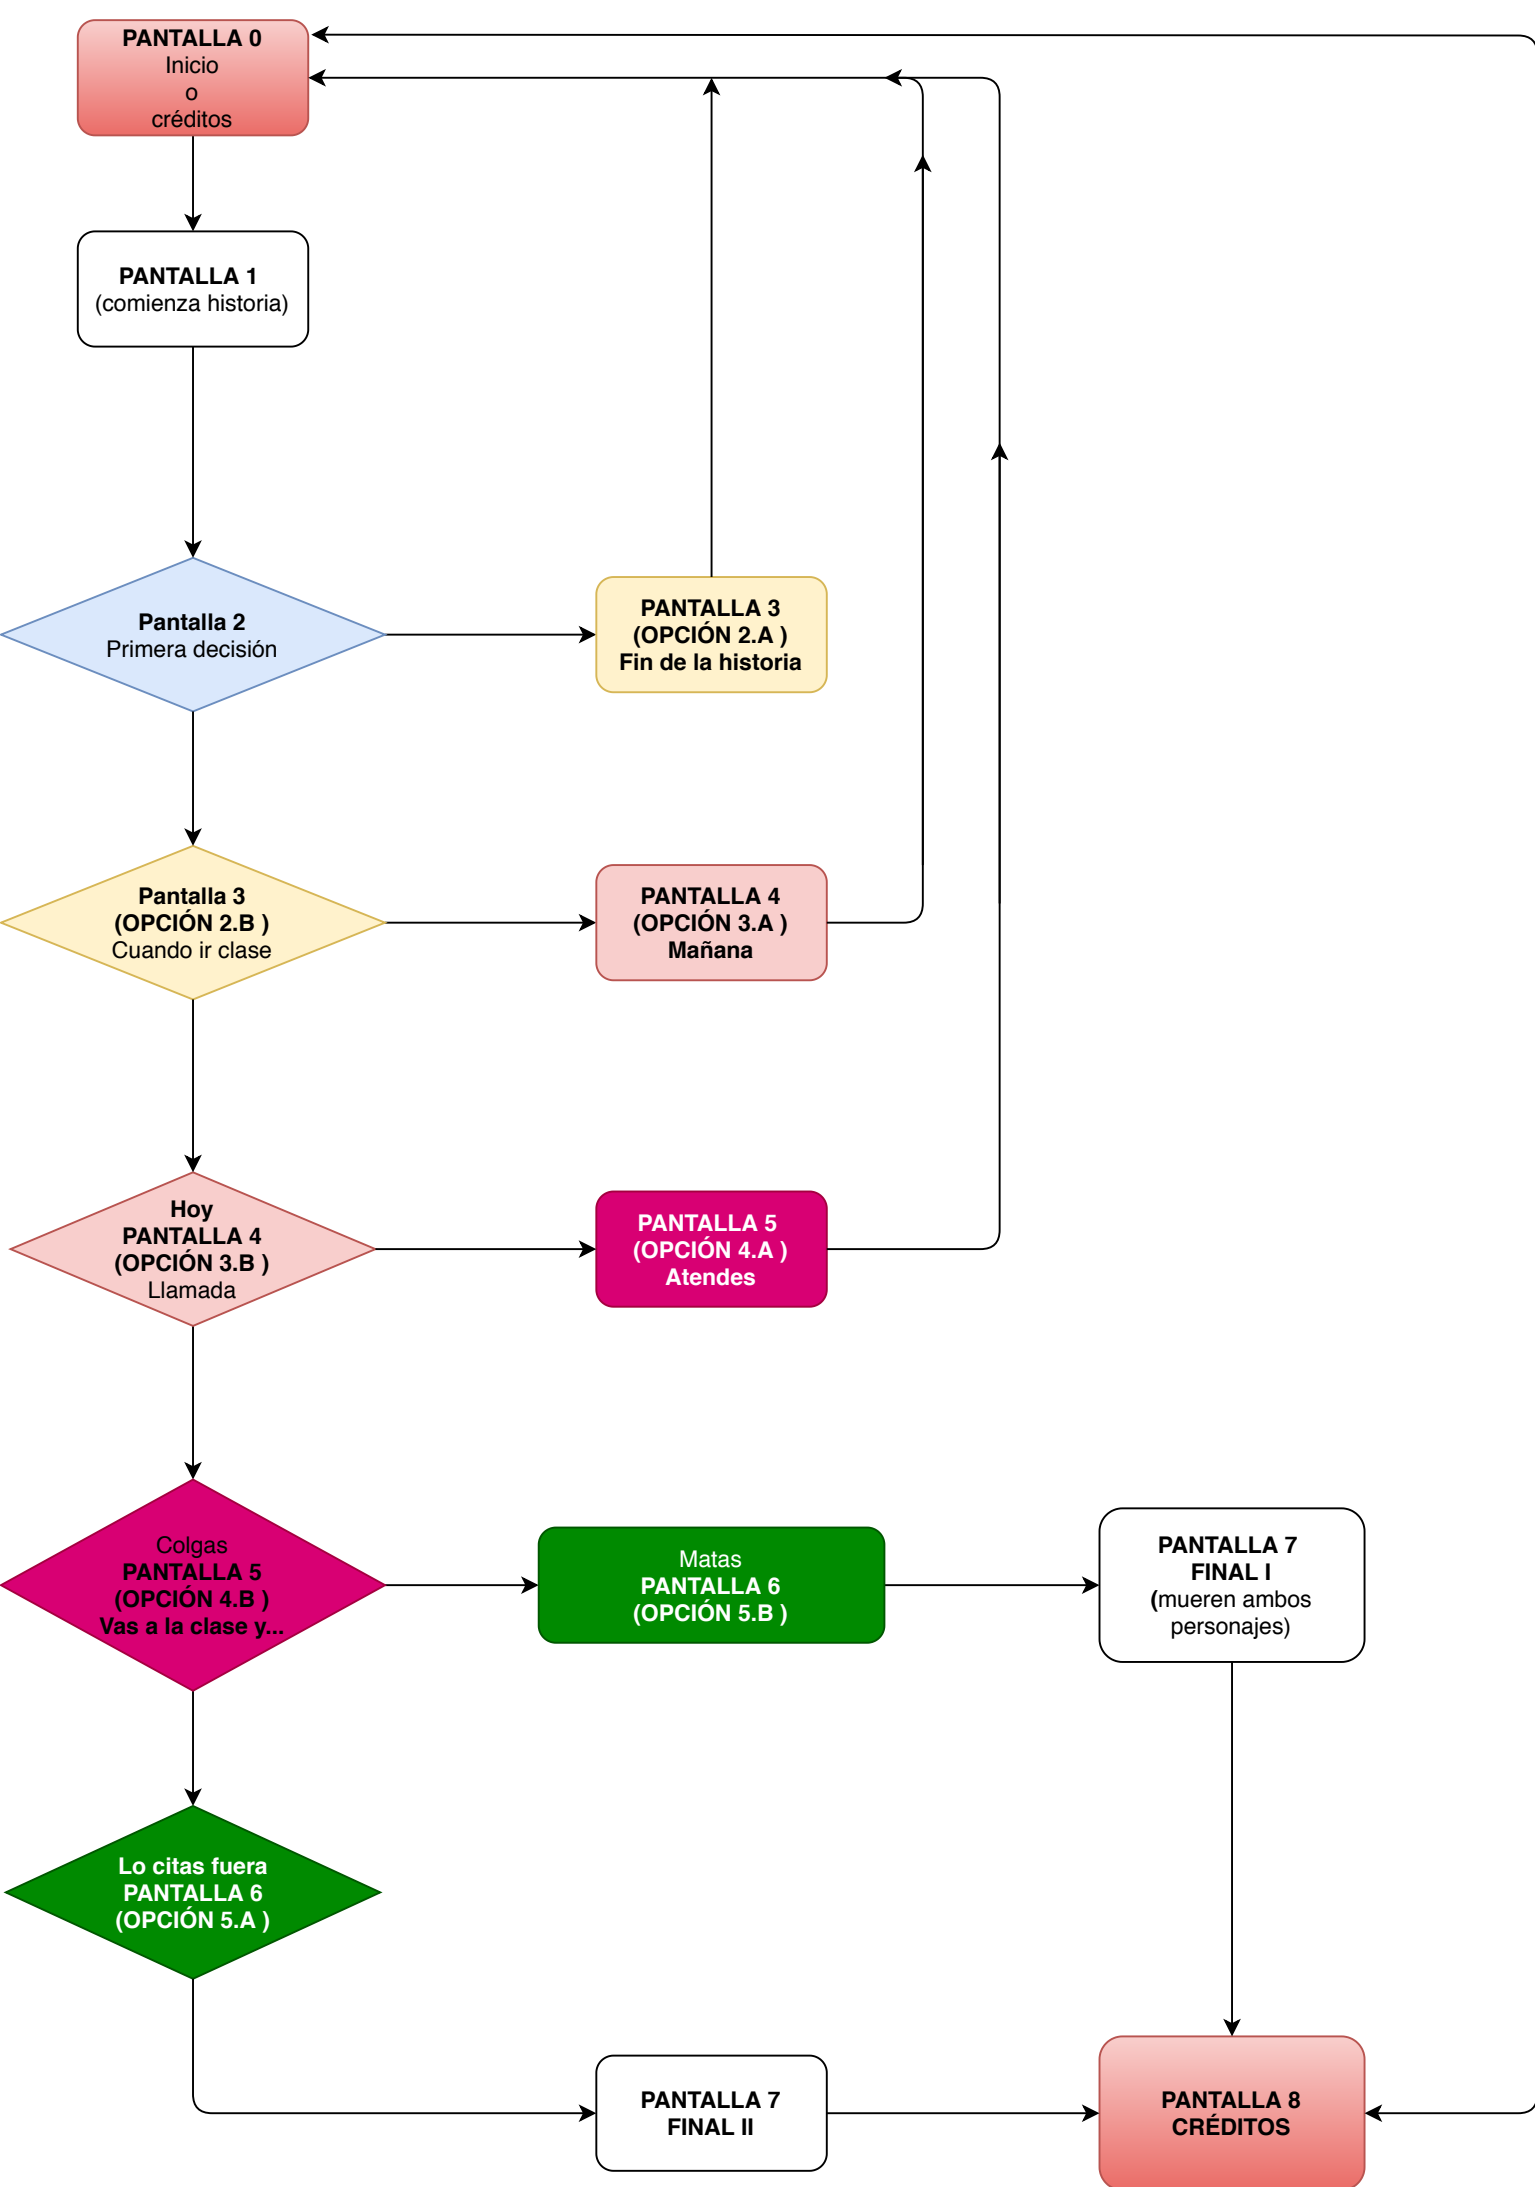 PANTALLA 0
Inicio
o
créditos
PANTALLA 1
(comienza historia)
Pantalla 2
Primera decisión
PANTALLA 3
(OPCIÓN 2.A )
Fin de la historia
Pantalla 3
(OPCIÓN 2.B )
Cuando ir clase
PANTALLA 4
(OPCIÓN 3.A )
Mañana
Hoy
PANTALLA 4
(OPCIÓN 3.B )
Llamada
PANTALLA 5
(OPCIÓN 4.A )
Atendes
Colgas
PANTALLA 5
(OPCIÓN 4.B )
Vas a la clase y...
Matas
PANTALLA 6
(OPCIÓN 5.B )
PANTALLA 7
FINAL I
(mueren ambos
personajes)
Lo citas fuera
PANTALLA 6
(OPCIÓN 5.A )
PANTALLA 7
FINAL II
PANTALLA 8
CRÉDITOS